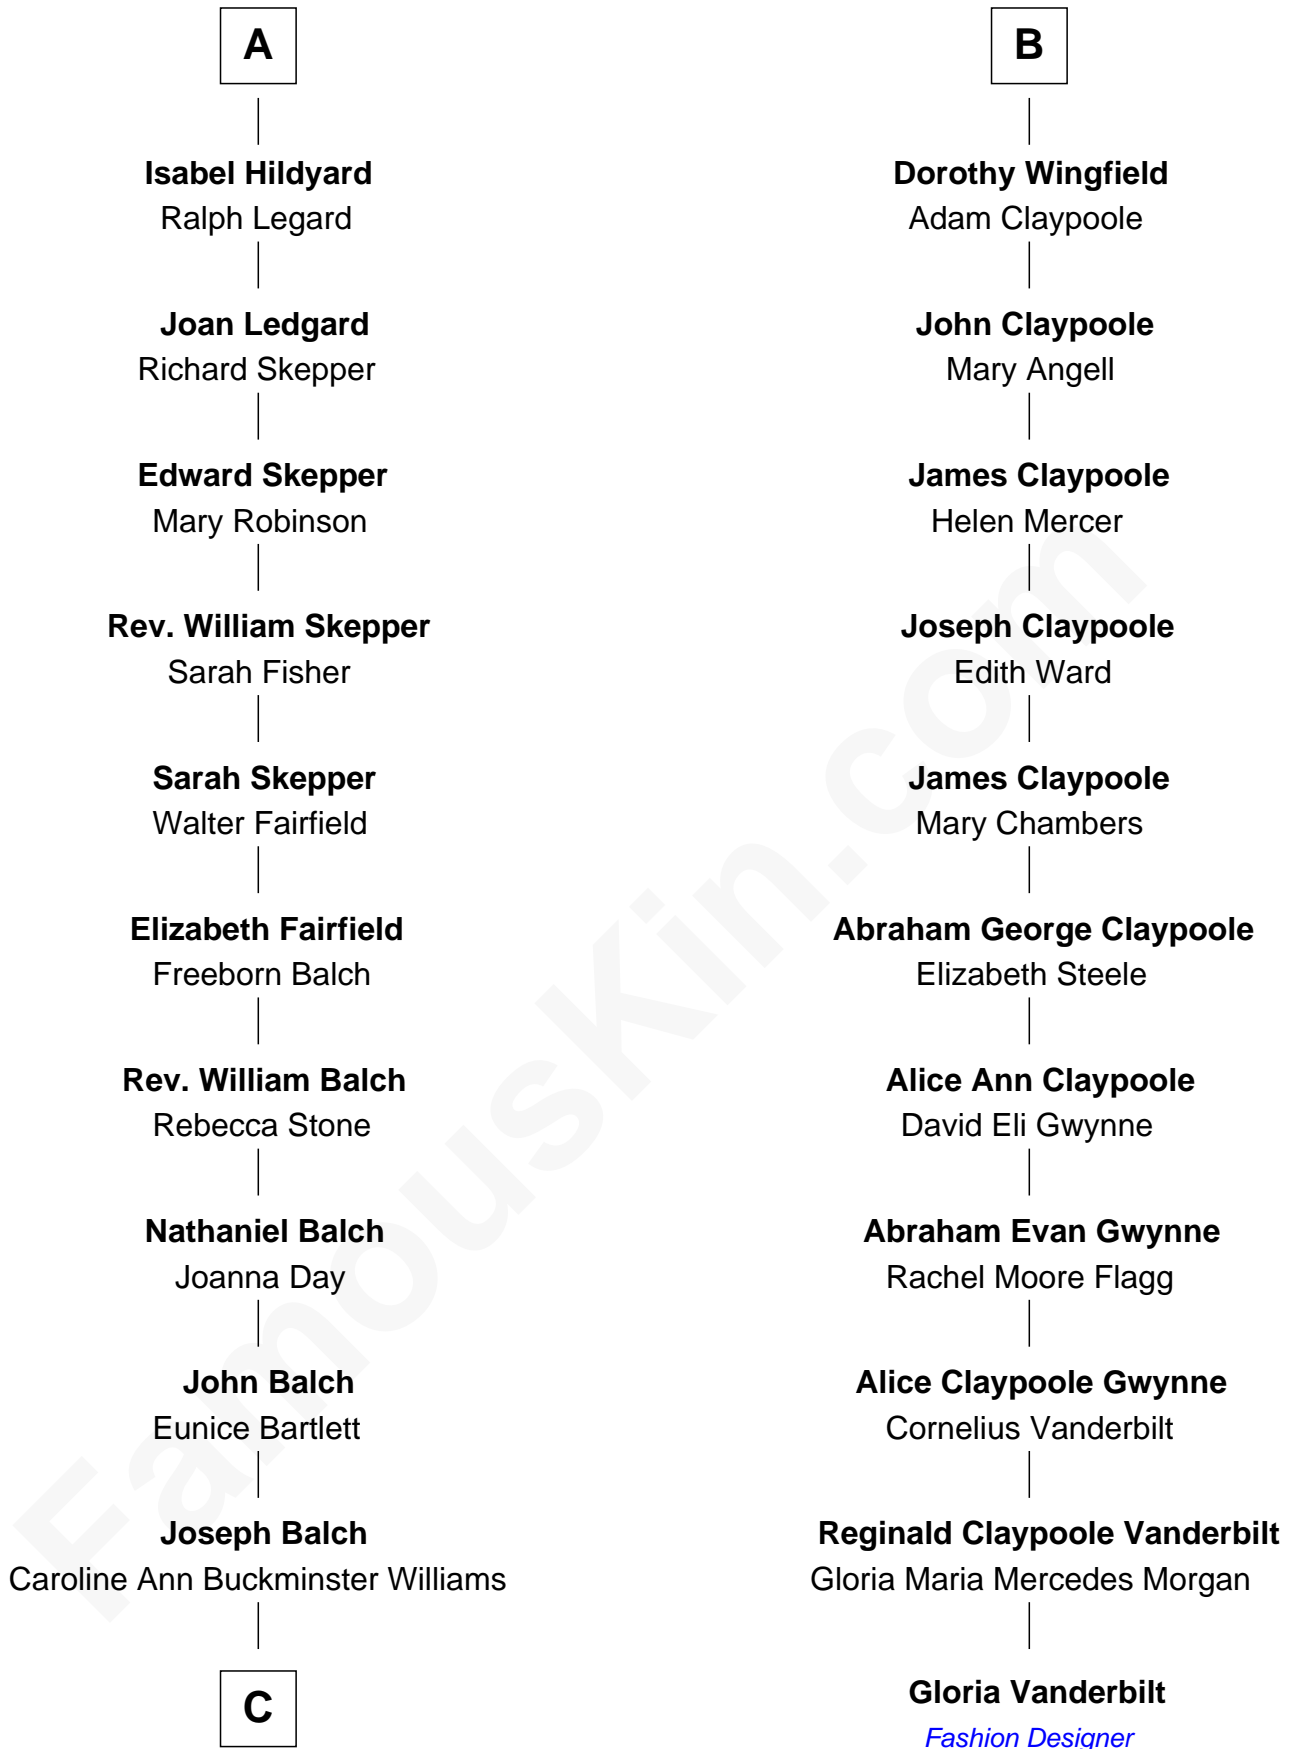 A
Isabel Hildyard
Ralph Legard
Joan Ledgard
Richard Skepper
Edward Skepper
Mary Robinson
Rev. William Skepper
Sarah Fisher
Sarah Skepper
Walter Fairfield
Elizabeth Fairfield
Freeborn Balch
Rev. William Balch
Rebecca Stone
Nathaniel Balch
Joanna Day
John Balch
Eunice Bartlett
Joseph Balch
Caroline Ann Buckminster Williams
C
B
Dorothy Wingfield
Adam Claypoole
John Claypoole
Mary Angell
James Claypoole
Helen Mercer
Joseph Claypoole
Edith Ward
James Claypoole
Mary Chambers
Abraham George Claypoole
Elizabeth Steele
Alice Ann Claypoole
David Eli Gwynne
Abraham Evan Gwynne
Rachel Moore Flagg
Alice Claypoole Gwynne
Cornelius Vanderbilt
Reginald Claypoole Vanderbilt
Gloria Maria Mercedes Morgan
Gloria Vanderbilt
Fashion Designer
FamousKin.com